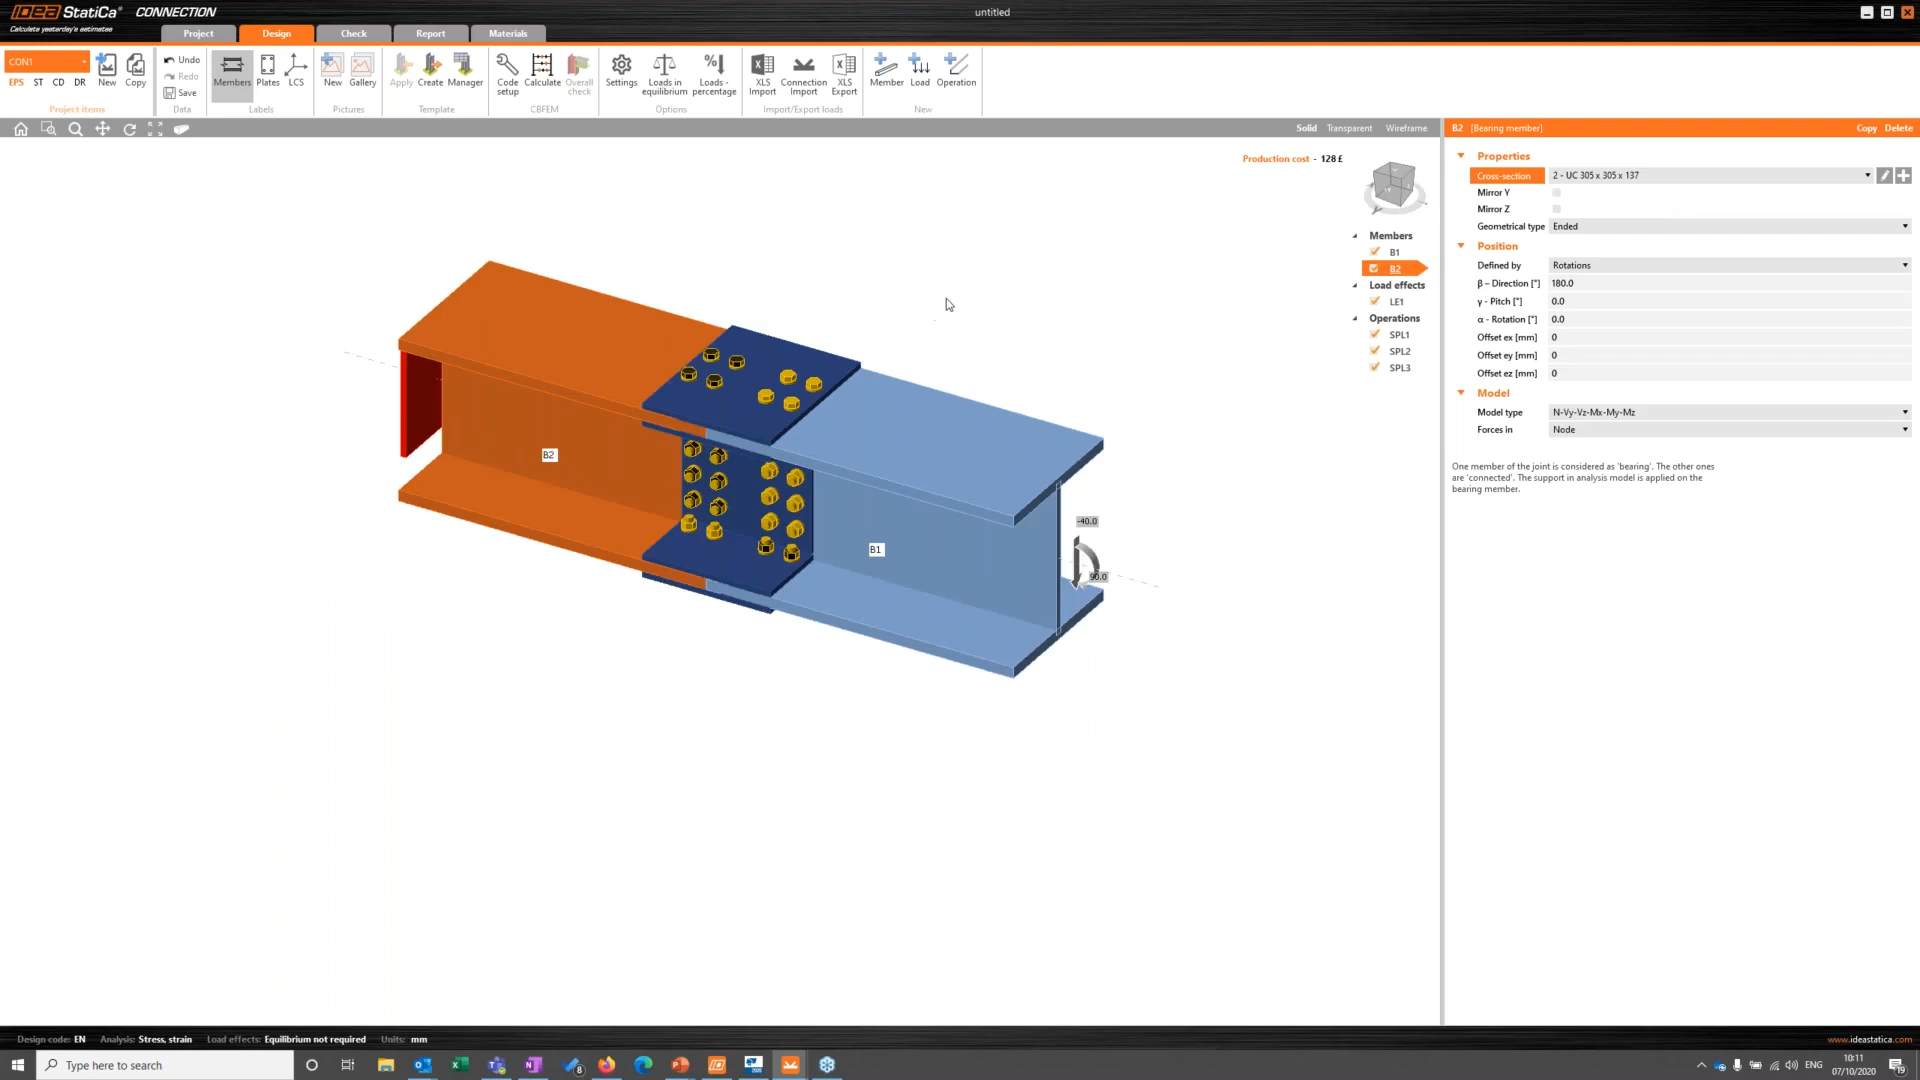 IDEA StatiCa® CONNECTION
Calculate yesterday's estimates
untitled
Project Design Check Report Materials
CON1
EPS ST CD DR New Copy
Project items
Undo
Redo
Save
Data
Members Plates LCS
Labels
New Gallery
Pictures
Apply Create Manager
Template
Code setup Calculate Overall check
CBFEM
Settings Loads in equilibrium Loads - percentage
Options
XLS Import Connection Import XLS Export
Import/Export loads
Member Load Operation
New
Solid Transparent Wireframe
Production cost - 128 £
Members
B1
B2
Load effects
LE1
Operations
SPL1
SPL2
SPL3
B2
B1
-40.0
90.0
B2 [Bearing member] Copy Delete
Properties
Cross-section 2 - UC 305 x 305 x 137
Mirror Y
Mirror Z
Geometrical type Ended
Position
Defined by Rotations
β – Direction [°] 180.0
γ - Pitch [°] 0.0
α - Rotation [°] 0.0
Offset ex [mm] 0
Offset ey [mm] 0
Offset ez [mm] 0
Model
Model type N-Vy-Vz-Mx-My-Mz
Forces in Node
One member of the joint is considered as 'bearing'. The other ones
are 'connected'. The support in analysis model is applied on the
bearing member.
Design code: EN Analysis: Stress, strain Load effects: Equilibrium not required Units: mm
www.ideastatica.com
Type here to search
8
ENG
10:11
07/10/2020
19